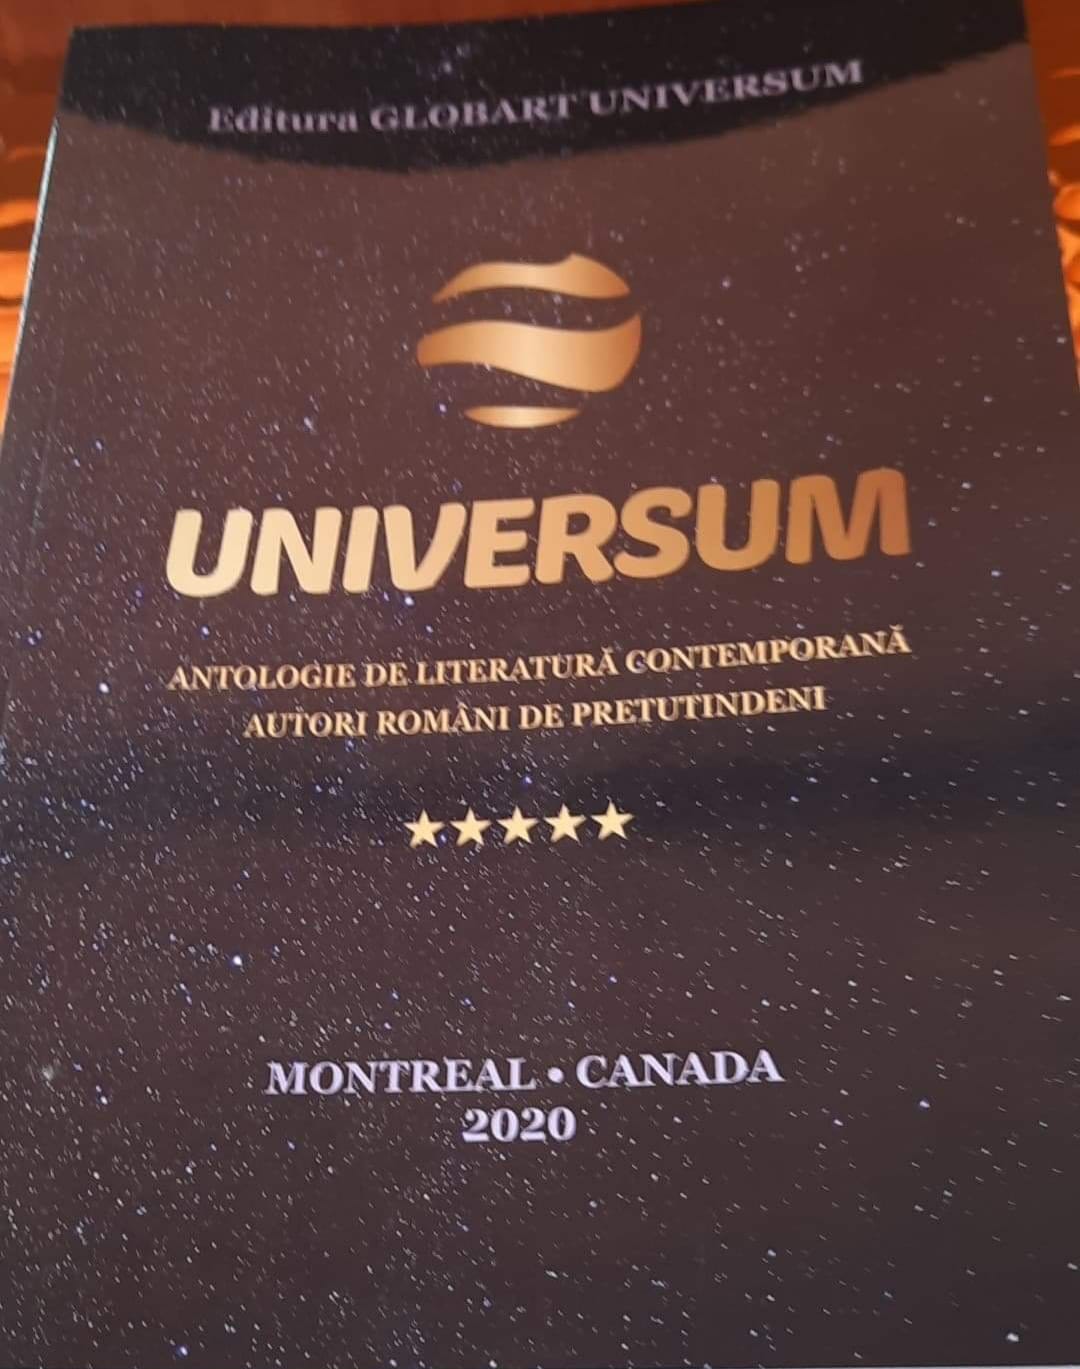 Editura GLOBART UNIVERSUM
UNIVERSUM
ANTOLOGIE DE LITERATURĂ CONTEMPORANĂ
AUTORI ROMÂNI DE PRETUTINDENI
MONTREAL • CANADA
2020